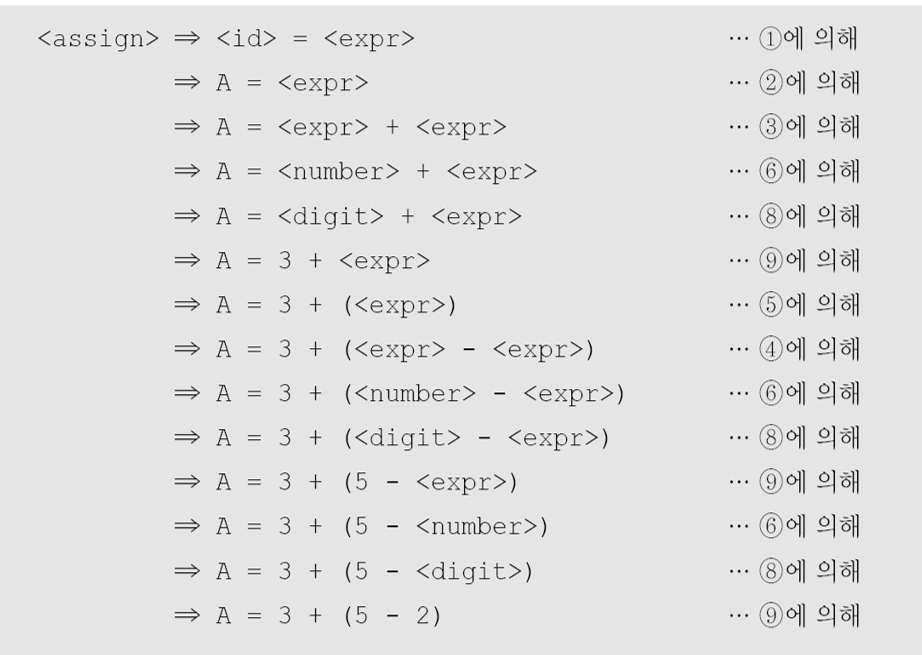 <assign> ⇒ <id> = <expr> … ①에 의해
⇒ A = <expr> … ②에 의해
⇒ A = <expr> + <expr> … ③에 의해
⇒ A = <number> + <expr> … ⑥에 의해
⇒ A = <digit> + <expr> … ⑧에 의해
⇒ A = 3 + <expr> … ⑨에 의해
⇒ A = 3 + (<expr>) … ⑤에 의해
⇒ A = 3 + (<expr> - <expr>) … ④에 의해
⇒ A = 3 + (<number> - <expr>) … ⑥에 의해
⇒ A = 3 + (<digit> - <expr>) … ⑧에 의해
⇒ A = 3 + (5 - <expr>) … ⑨에 의해
⇒ A = 3 + (5 - <number>) … ⑥에 의해
⇒ A = 3 + (5 - <digit>) … ⑧에 의해
⇒ A = 3 + (5 - 2) … ⑨에 의해